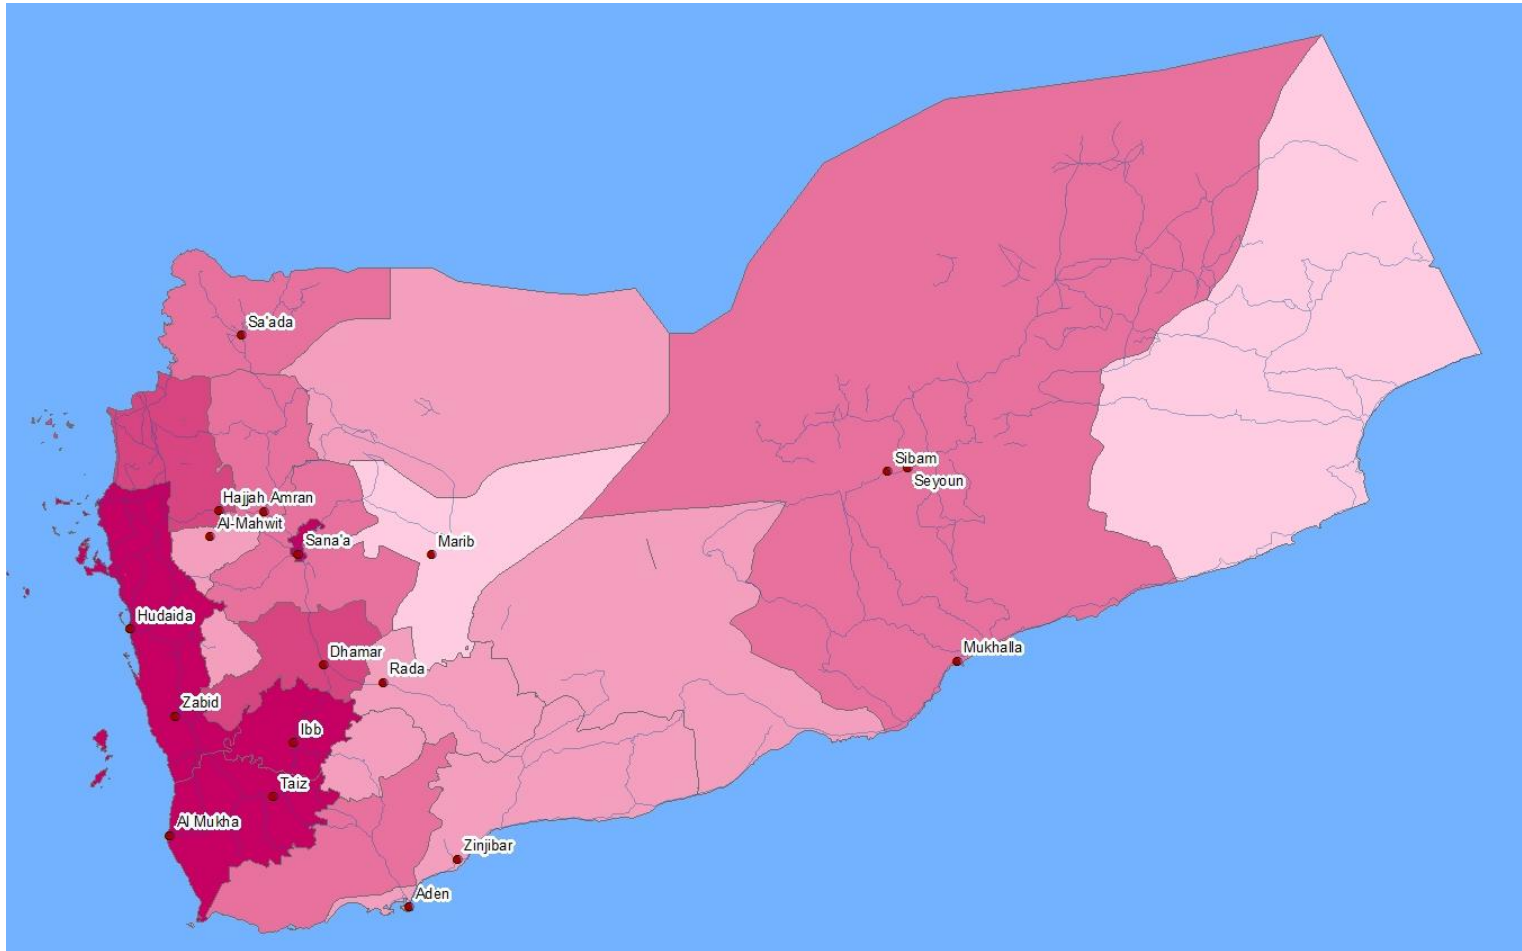 Sa'ada
Sibam
Seyoun
Hajjah Amran
Al-Mahwit
Sana'a
Marib
Hudaida
Dhamar
Mukhalla
Rada
Zabid
Ibb
Taiz
Al Mukha
Zinjibar
Aden